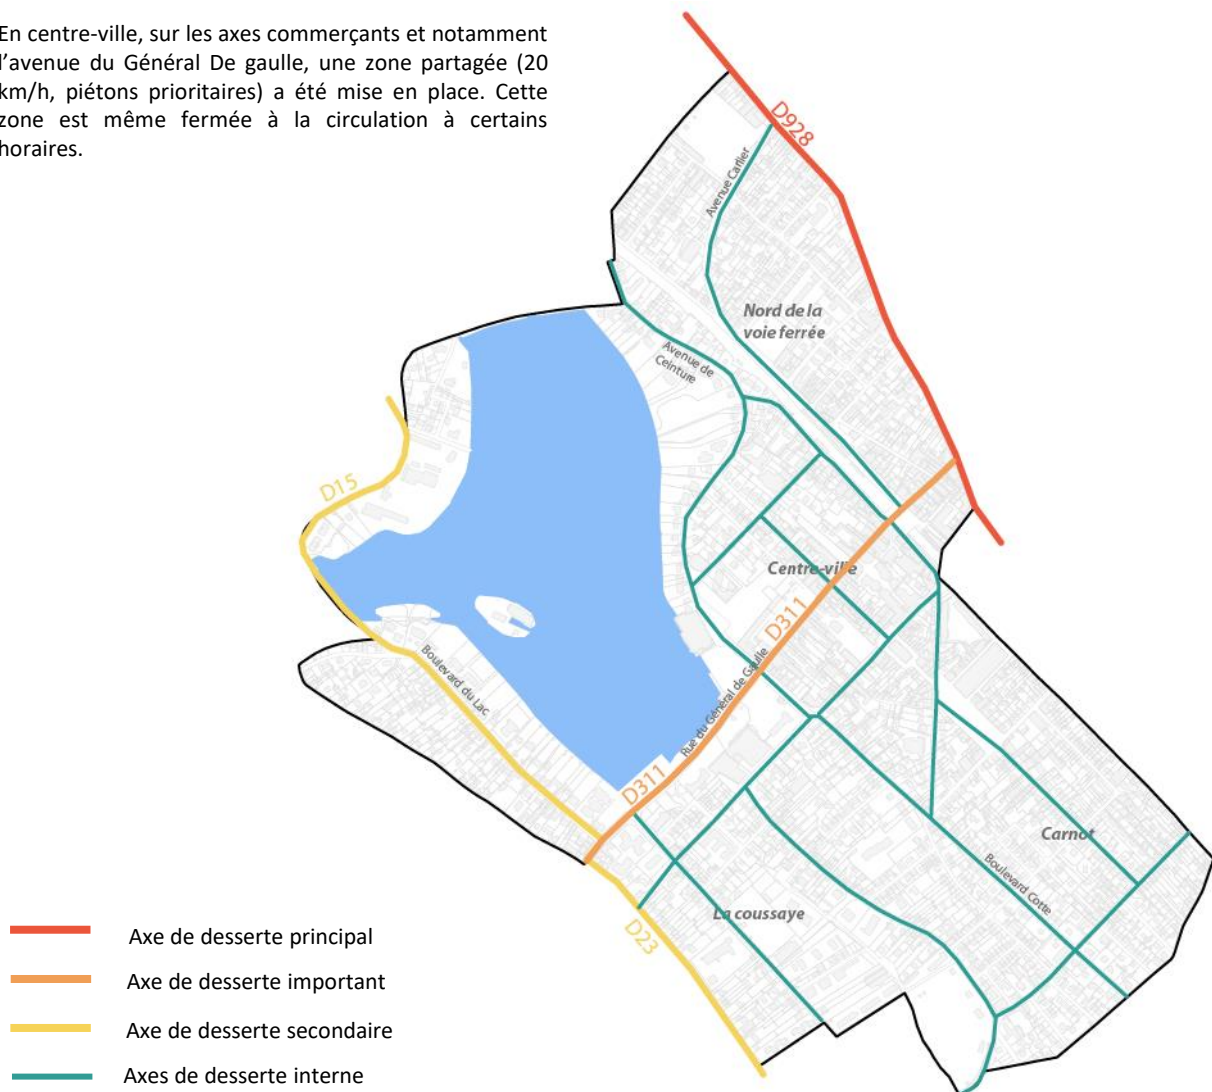 En centre-ville, sur les axes commerçants et notamment
l'avenue du Général De gaulle, une zone partagée (20
km/h, piétons prioritaires) a été mise en place. Cette
zone est même fermée à la circulation à certains
horaires.
D928
Avenue Carlier
Nord de la
voie ferrée
Avenue de
Ceinture
D15
Centre-ville
D311
Boulevard du Lac
Rue du Général de Gaulle
D311
Carnot
Boulevard Cotte
La coussaye
D23
Axe de desserte principal
Axe de desserte important
Axe de desserte secondaire
Axes de desserte interne